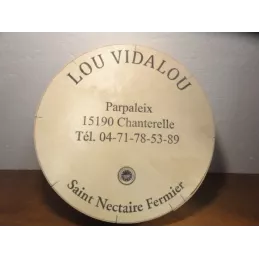 LOU VIDALOU
Parpaleix
15190 Chanterelle
Tél. 04-71-78-53-89
Saint Nectaire Fermier